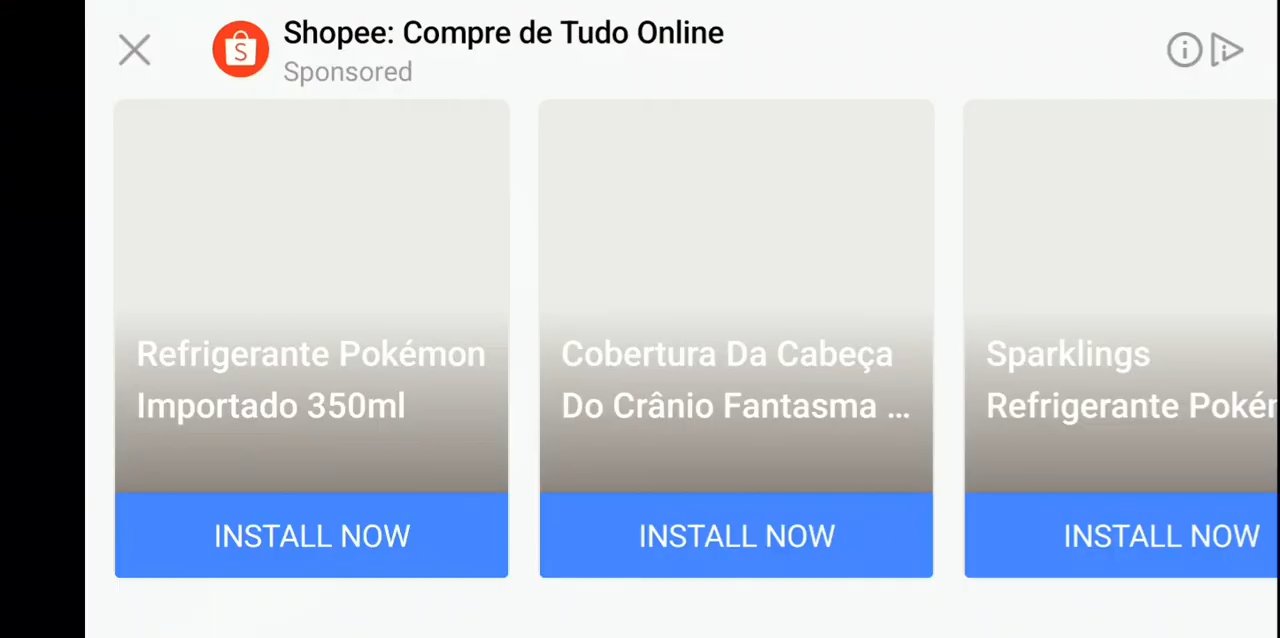 Shopee: Compre de Tudo Online
Sponsored
Refrigerante Pokémon
Importado 350ml
INSTALL NOW
Cobertura Da Cabeça
Do Crânio Fantasma ...
INSTALL NOW
Sparklings
Refrigerante
INSTALL NOW